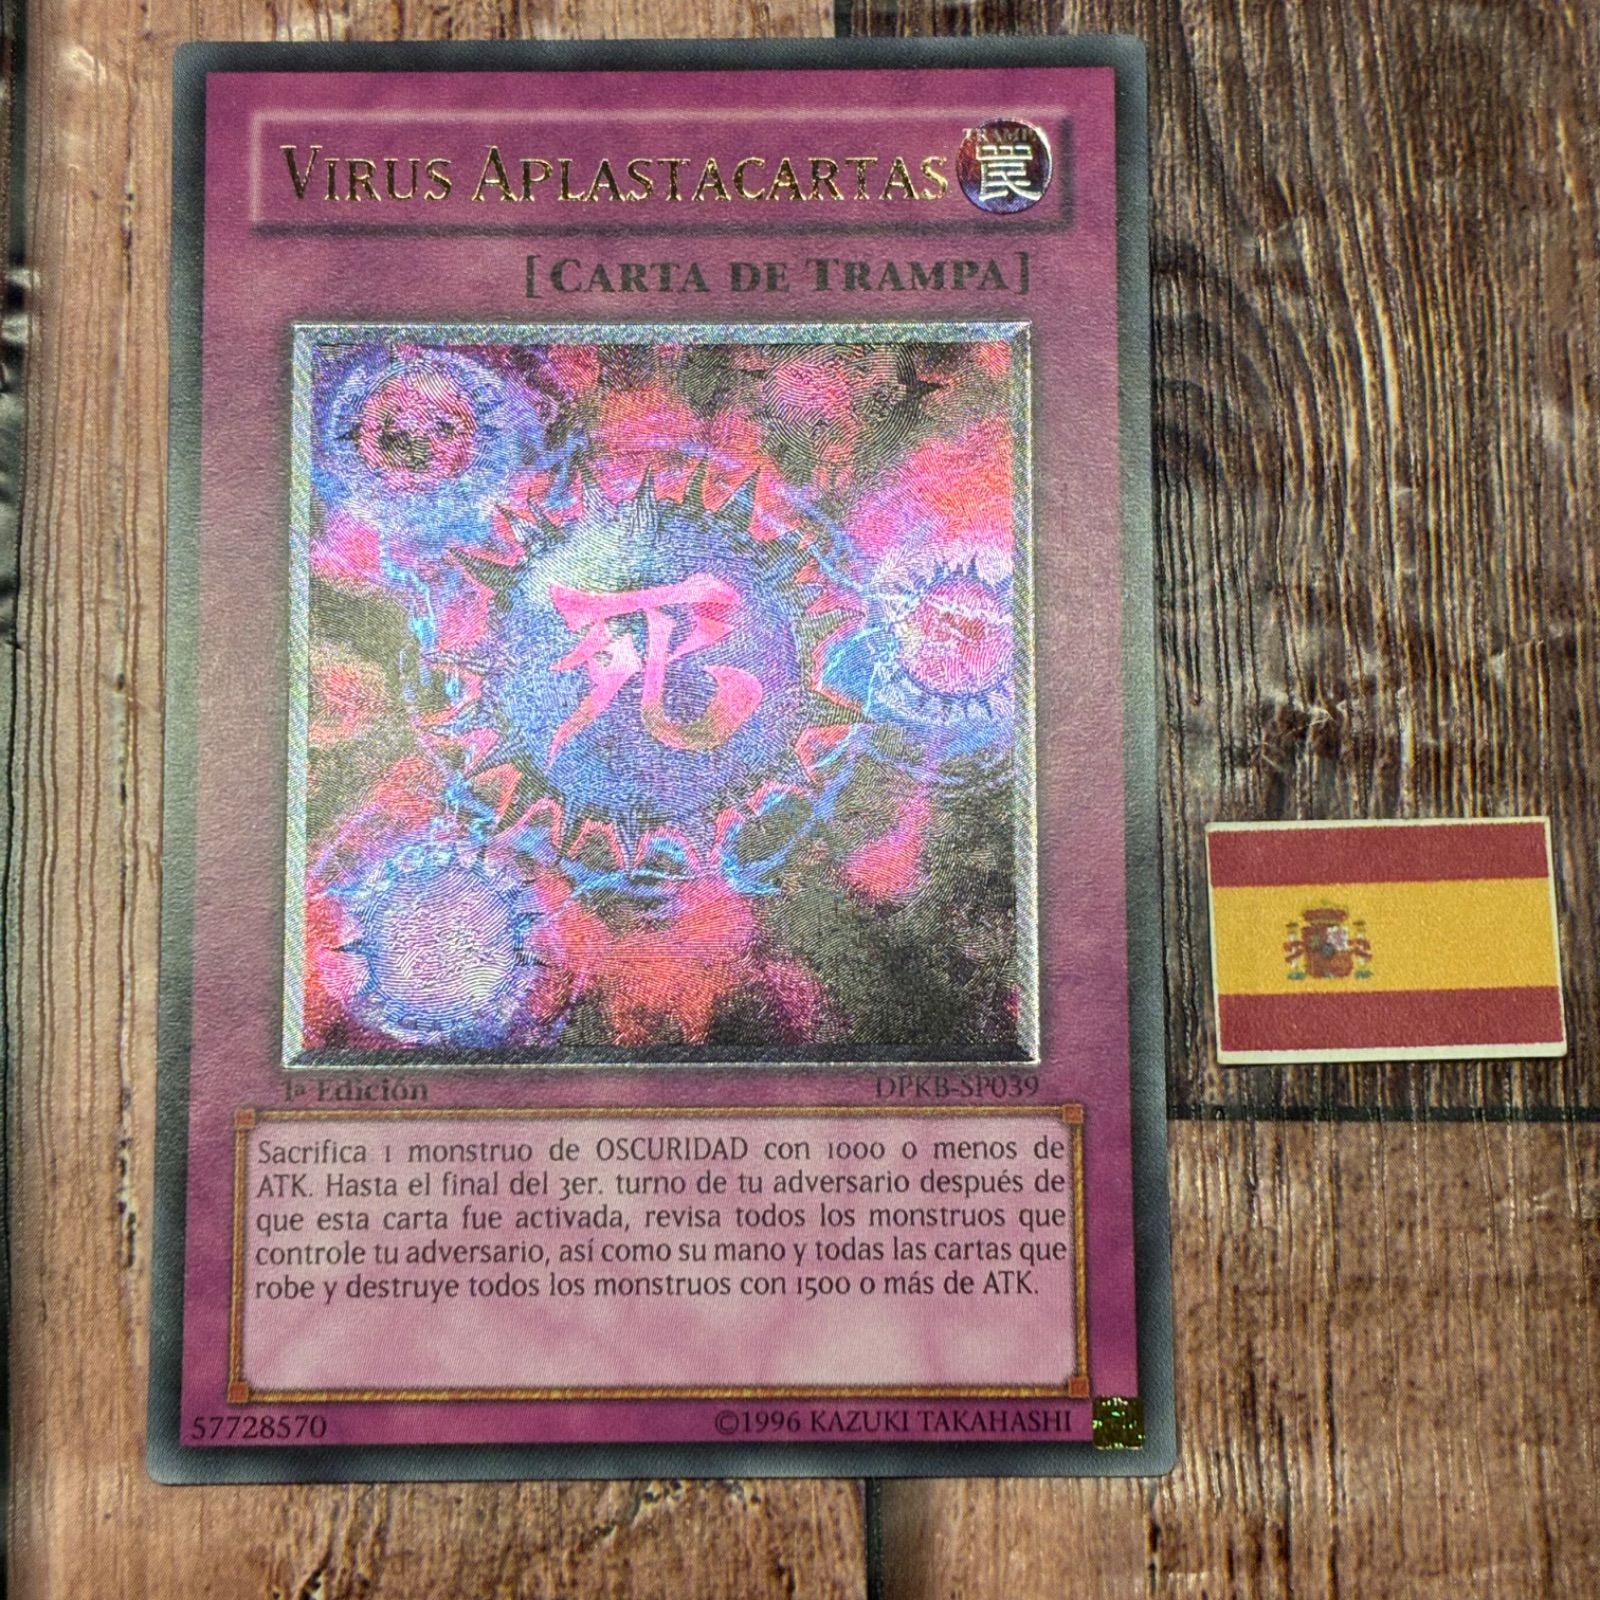 VIRUS APLASTACARTAS
TRAMPA
罠
[CARTA DE TRAMPA]
死
1ª Edición
DPKB-SP039
Sacrifica 1 monstruo de OSCURIDAD con 1000 o menos de
ATK. Hasta el final del 3er. turno de tu adversario después de
que esta carta fue activada, revisa todos los monstruos que
controle tu adversario, así como su mano y todas las cartas que
robe y destruye todos los monstruos con 1500 o más de ATK.
57728570
©1996 KAZUKI TAKAHASHI